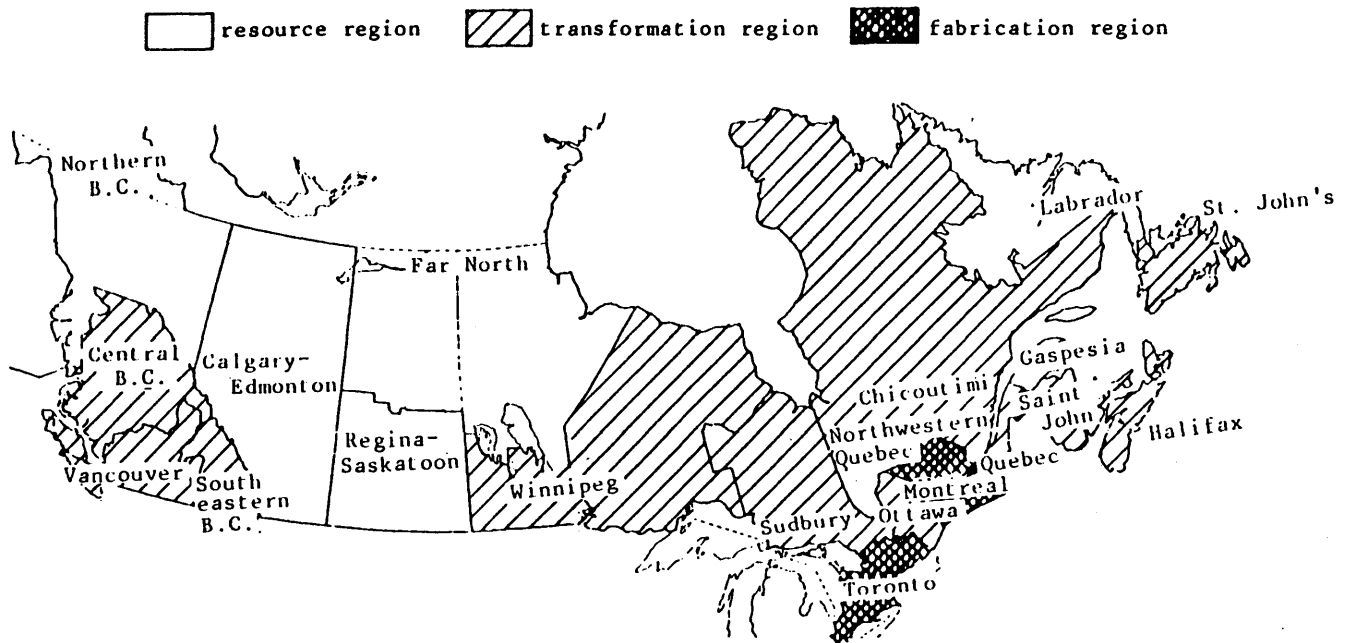 resource region
transformation region
fabrication region
Northern
B.C.
Labrador
St. John's
Far North
Central
B.C.
Calgary-
Edmonton
Gaspesia
Chicoutimi
Saint
John
Regina-
Saskatoon
Northwestern
Quebec
Halifax
Vancouver
South
eastern
B.C.
Winnipeg
Quebec
Montreal
Sudbury
Ottawa
Toronto